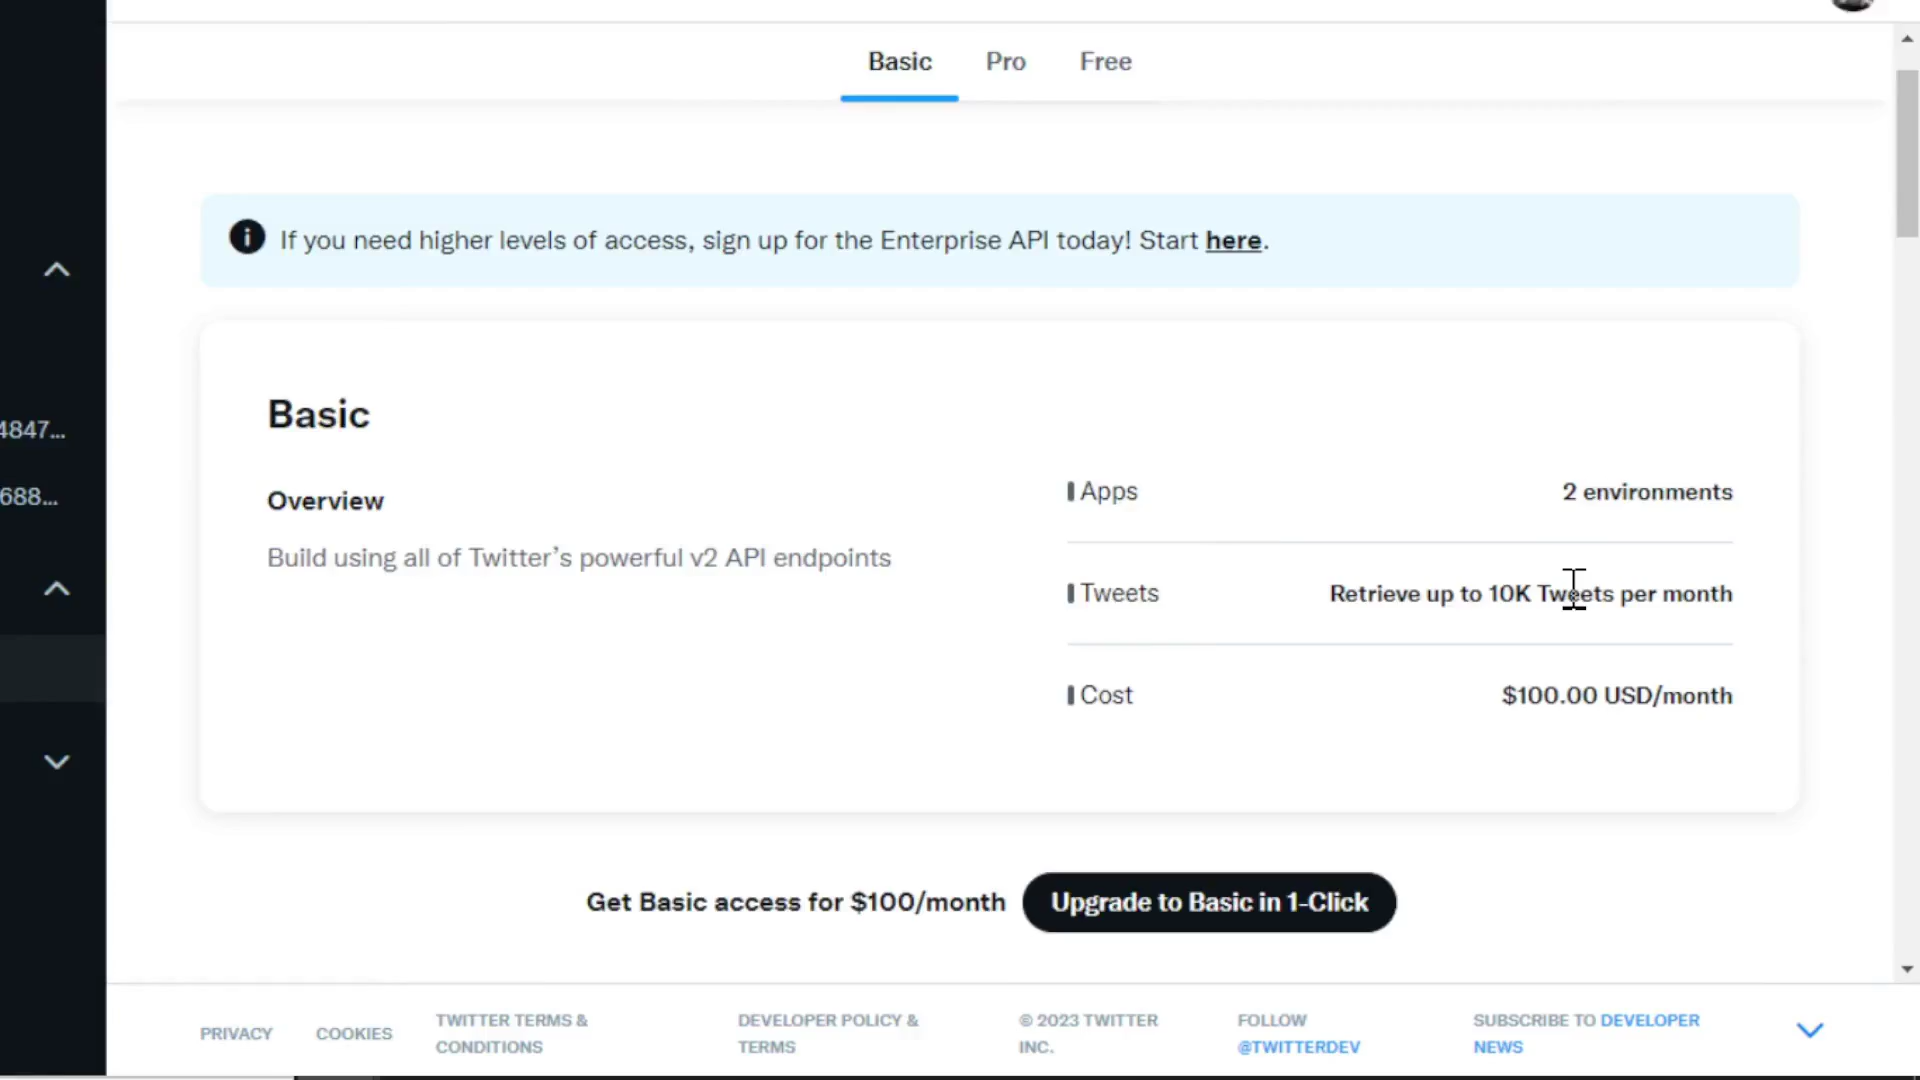 Basic Pro Free
If you need higher levels of access, sign up for the Enterprise API today! Start here.
4847...
688...
Basic
Overview
Build using all of Twitter's powerful v2 API endpoints
Apps 2 environments
Tweets Retrieve up to 10K Tweets per month
Cost $100.00 USD/month
Get Basic access for $100/month Upgrade to Basic in 1-Click
PRIVACY
COOKIES
TWITTER TERMS &
CONDITIONS
DEVELOPER POLICY &
TERMS
© 2023 TWITTER
INC.
FOLLOW
@TWITTERDEV
SUBSCRIBE TO DEVELOPER
NEWS